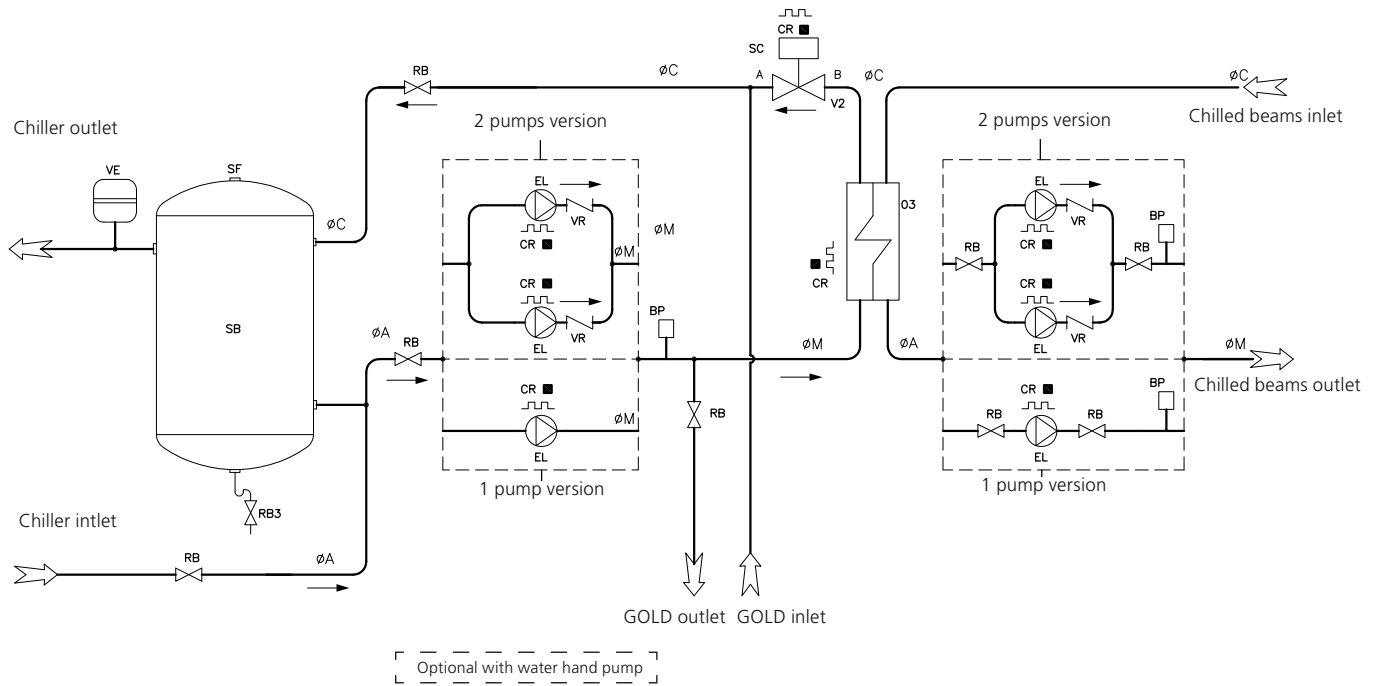 CR
SC
A
B
V2
øC
øC
øC
RB
Chiller outlet
2 pumps version
2 pumps version
Chilled beams inlet
VE
SF
øC
EL
VR
CR
øM
øM
CR
EL
VR
SB
øA
RB
BP
CR
EL
øM
1 pump version
RB
øM
03
CR
øA
EL
VR
BP
RB
CR
RB
CR
EL
VR
øM
Chilled beams outlet
CR
BP
RB
RB
EL
1 pump version
RB3
Chiller intlet
RB
øA
GOLD outlet
GOLD inlet
Optional with water hand pump